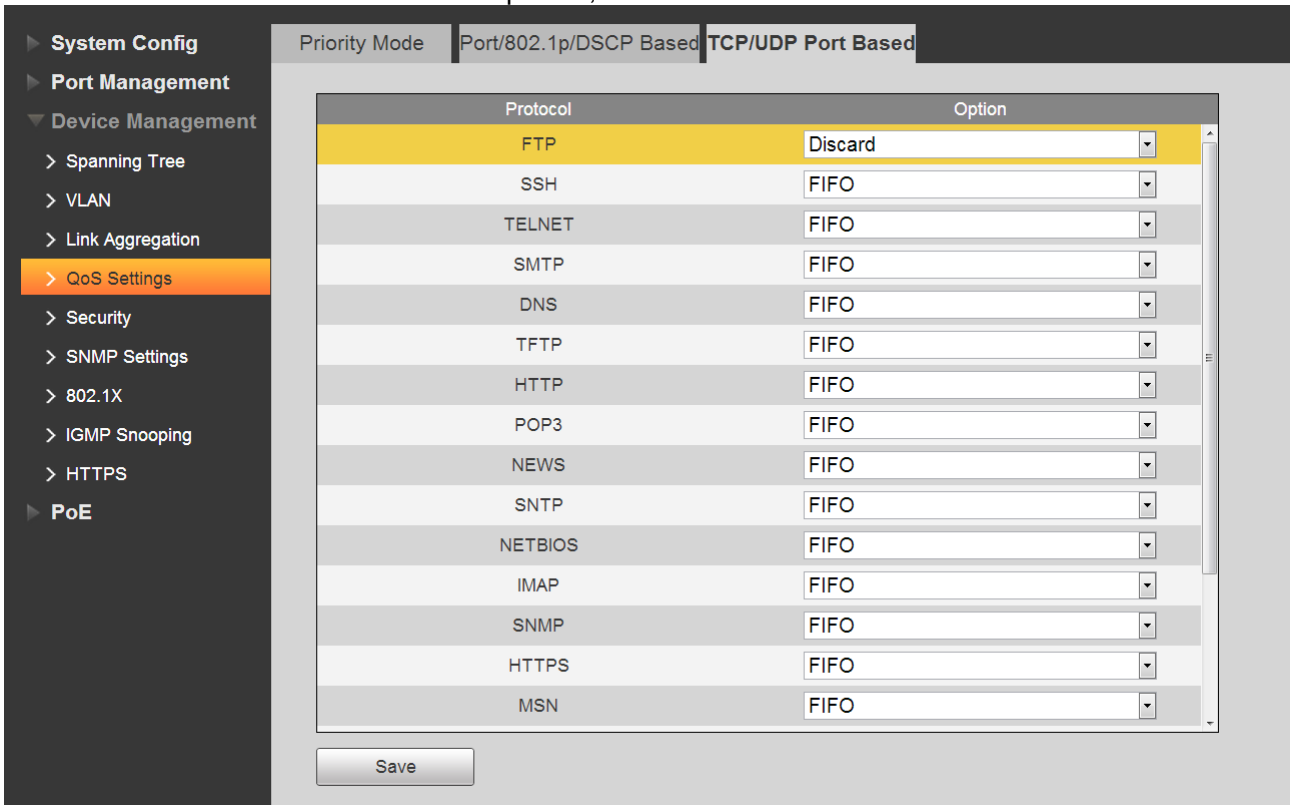 System Config
Port Management
Device Management
Spanning Tree
VLAN
Link Aggregation
QoS Settings
Security
SNMP Settings
802.1X
IGMP Snooping
HTTPS
PoE
Priority Mode Port/802.1p/DSCP Based TCP/UDP Port Based
Protocol Option
FTP Discard
SSH FIFO
TELNET FIFO
SMTP FIFO
DNS FIFO
TFTP FIFO
HTTP FIFO
POP3 FIFO
NEWS FIFO
SNTP FIFO
NETBIOS FIFO
IMAP FIFO
SNMP FIFO
HTTPS FIFO
MSN FIFO
Save